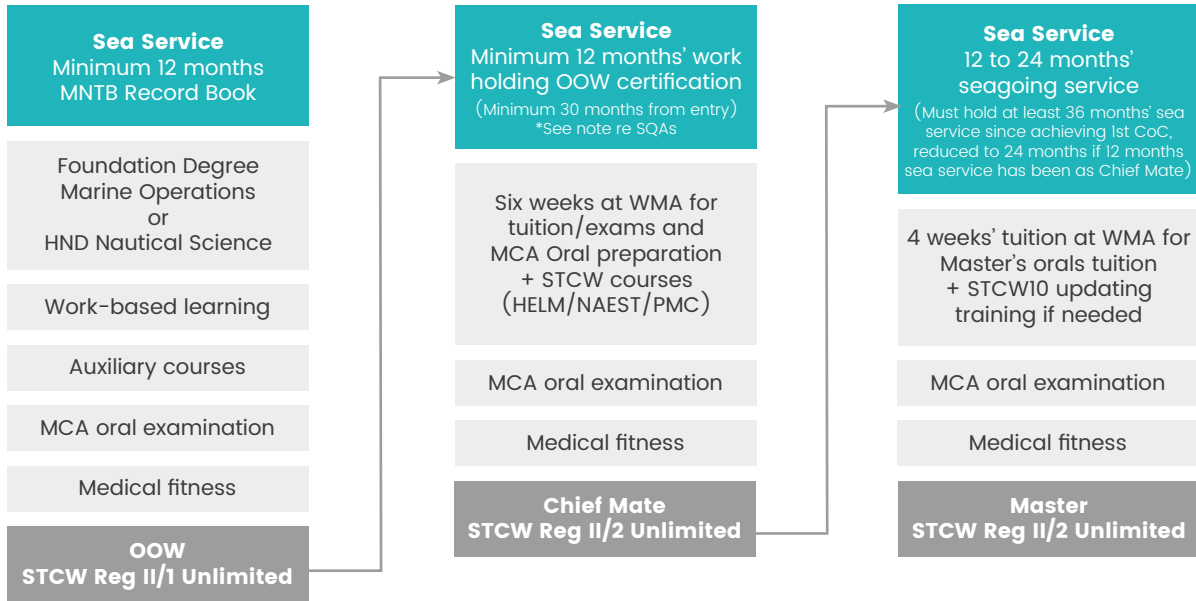 Sea Service
Minimum 12 months
MNTB Record Book
Foundation Degree
Marine Operations
or
HND Nautical Science
Work-based learning
Auxiliary courses
MCA oral examination
Medical fitness
OOW
STCW Reg II/1 Unlimited
Sea Service
Minimum 12 months’ work
holding OOW certification
(Minimum 30 months from entry)
*See note re SQAs
Six weeks at WMA for
tuition/exams and
MCA Oral preparation
+ STCW courses
(HELM/NAEST/PMC)
MCA oral examination
Medical fitness
Chief Mate
STCW Reg II/2 Unlimited
Sea Service
12 to 24 months’
seagoing service
(Must hold at least 36 months’ sea
service since achieving 1st CoC,
reduced to 24 months if 12 months
sea service has been as Chief Mate)
4 weeks’ tuition at WMA for
Master’s orals tuition
+ STCW10 updating
training if needed
MCA oral examination
Medical fitness
Master
STCW Reg II/2 Unlimited